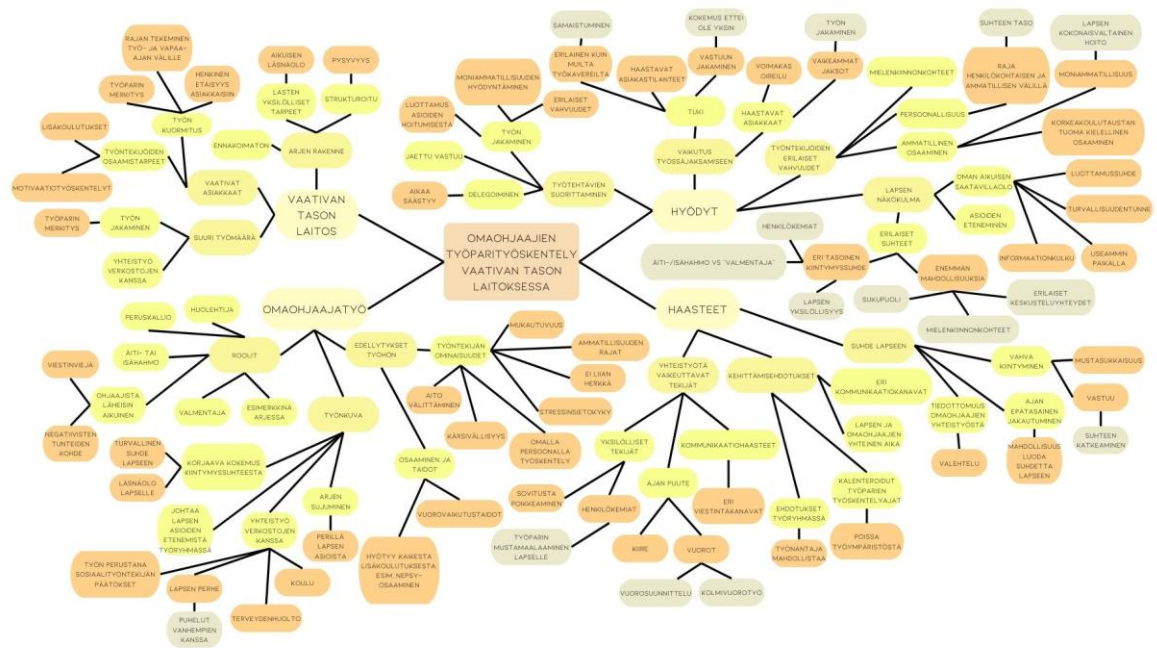 OMAOHJAAJIEN
TYÖPARITYÖSKENTELY
VAATIVAN TASON
LAITOKSESSA
VAATIVAN
TASON
LAITOS
ARJEN RAKENNE
ENNAKOIMATON
LASTEN
YKSILÖLLISET
TARPEET
AIKUISEN
LÄSNÄOLO
STRUKTUROITU
PYSYVYYS
VAATIVAT
ASIAKKAAT
TYÖN
KUORMITUS
TYÖPARIN
MERKITYS
RAJAN TEKEMINEN
TYÖ- JA VAPAA-
AJAN VÄLILLE
HENKINEN
ETÄISYYS
ASIAKKAISIIN
TYÖNTEKIJÖIDEN
OSAAMISTARPEET
LISÄKOULUTUKSET
MOTIVAATIOTYÖSKENTELYT
SUURI TYÖMÄÄRÄ
TYÖN
JAKAMINEN
TYÖPARIN
MERKITYS
YHTEISTYÖ
VERKOSTOJEN
KANSSA
HYÖDYT
TYÖTEHTÄVIEN
SUORITTAMINEN
TYÖN
JAKAMINEN
LUOTTAMUS
ASIOIDEN
HOITUMISESTA
MONIAMMATILLISUUDEN
HYÖDYNTÄMINEN
ERILAISET
VAHVUUDET
JAETTU VASTUU
DELEGOIMINEN
AIKAA
SÄÄSTYY
VAIKUTUS
TYÖSSÄJAKSAMISEEN
TUKI
ERILAINEN KUIN
MUILTA
TYÖKAVEREILTA
SAMAISTUMINEN
HAASTAVAT
ASIAKASTILANTEET
VASTUUN
JAKAMINEN
KOKEMUS ETTEI
OLE YKSIN
HAASTAVAT
ASIAKKAAT
VOIMAKAS
OIREILU
VAIKEAMMAT
JAKSOT
TYÖN
JAKAMINEN
TYÖNTEKIJÖIDEN
ERILAISET
VAHVUUDET
MIELENKINNONKOHTEET
PERSOONALLISUUS
RAJA
HENKILÖKOHTAISEN JA
AMMATILLISEN VÄLILLÄ
SUHTEEN TASO
AMMATILLINEN
OSAAMINEN
MONIAMMATILLISUUS
LAPSEN
KOKONAISVALTAINEN
HOITO
KORKEAKOULUTAUSTAN
TUOMA KIELELLINEN
OSAAMINEN
LAPSEN
NÄKÖKULMA
OMAN AIKUISEN
SAATAVILLAOLO
LUOTTAMUSSUHDE
TURVALLISUUDENTUNNE
USEAMMIN
PAIKALLA
INFORMAATIONKULKU
ASIOIDEN
ETENEMINEN
ERILAISET
SUHTEET
ERI TASOINEN
KIINTYMYSSUHDE
HENKILÖKEMIAT
ÄITI-/ISÄHAHMO VS "VALMENTAJA"
LAPSEN
YKSILÖLLISYYS
ENEMMÄN
MAHDOLLISUUKSIA
SUKUPUOLI
MIELENKIINNONKOHTEET
ERILAISET
KESKUSTELUYHTEYDET
OMAOHJAAJATYÖ
ROOLIT
HUOLEHTIJA
PERUSKALLIO
ÄITI- TAI
ISÄHAHMO
OHJAAJISTA
LÄHEISIN
AIKUINEN
VIESTINVIEJÄ
NEGATIIVISTEN
TUNTEIDEN
KOHDE
VALMENTAJA
ESIMERKKINÄ
ARJESSA
TYÖNKUVA
KORJAAVA KOKEMUS
KIINTYMYSSUHTEESTA
TURVALLINEN
SUHDE
LAPSEEN
LÄSNÄOLO
LAPSELLE
JOHTAA
LAPSEN
ASIOIDEN
ETENEMISTÄ
TYÖRYHMÄSSÄ
YHTEISTYÖ
VERKOSTOJEN
KANSSA
TYÖN PERUSTANA
SOSIAALITYÖNTEKIJÄN
PÄÄTÖKSET
LAPSEN PERHE
PUHELUT
VANHEMPIEN
KANSSA
TERVEYDENHUOLTO
KOULU
ARJEN
SUJUMINEN
PERILLÄ
LAPSEN
ASIOISTA
EDELLYTYKSET
TYÖHÖN
TYÖNTEKIJÄN
OMINAISUUDET
MUKAUTUVUUS
AMMATILLISUUDEN
RAJAT
EI LIIAN
HERKKÄ
STRESSINSIETOKYKY
OMALLA
PERSOONALLA
TYÖSKENTELY
KÄRSIVÄLLISYYS
AITO
VÄLITTÄMINEN
OSAAMINEN JA
TAIDOT
VUOROVAIKUTUSTAIDOT
HYÖTYY KAIKESTA
LISÄKOULUTUKSESTA
ESIM. NEPSY-
OSAAMINEN
HAASTEET
YHTEISTYÖTÄ
VAIKEUTTAVAT
TEKIJÄT
YKSILÖLLISET
TEKIJÄT
SOVITUSTA
POIKKEAMINEN
HENKILÖKEMIAT
TYÖPARIN
MUSTAMAALAAMINEN
LAPSELLE
AJAN PUUTE
KIIRE
VUOROT
VUOROSUUNNITTELU
KOLMIVUOROTYÖ
KOMMUNIKAATIOHAASTEET
ERI
VIESTINTÄKANAVAT
KEHITTÄMISEHDOTUKSET
ERI
KOMMUNIKAATIOKANAVAT
LAPSEN JA
OMAOHJAAJIEN
YHTEINEN AIKA
KALENTEROIDUT
TYÖPARIEN
TYÖSKENTELYAJAT
POISSA
TYÖYMPÄRISTÖSTÄ
EHDOTUKSET
TYÖRYHMÄSSÄ
TYÖNANTAJA
MAHDOLLISTAA
SUHDE LAPSEEN
VAHVA
KIINTYMINEN
MUSTASUKKAISUUS
VASTUU
SUHTEEN
KATKEAMINEN
AJAN
EPÄTASAINEN
JAKAUTUMINEN
MAHDOLLISUUS
LUODA
SUHDETTA
LAPSEEN
TIEDOTTOMUUS
OMAOHJAAJIEN
YHTEISTYÖSTÄ
VALEHTELU